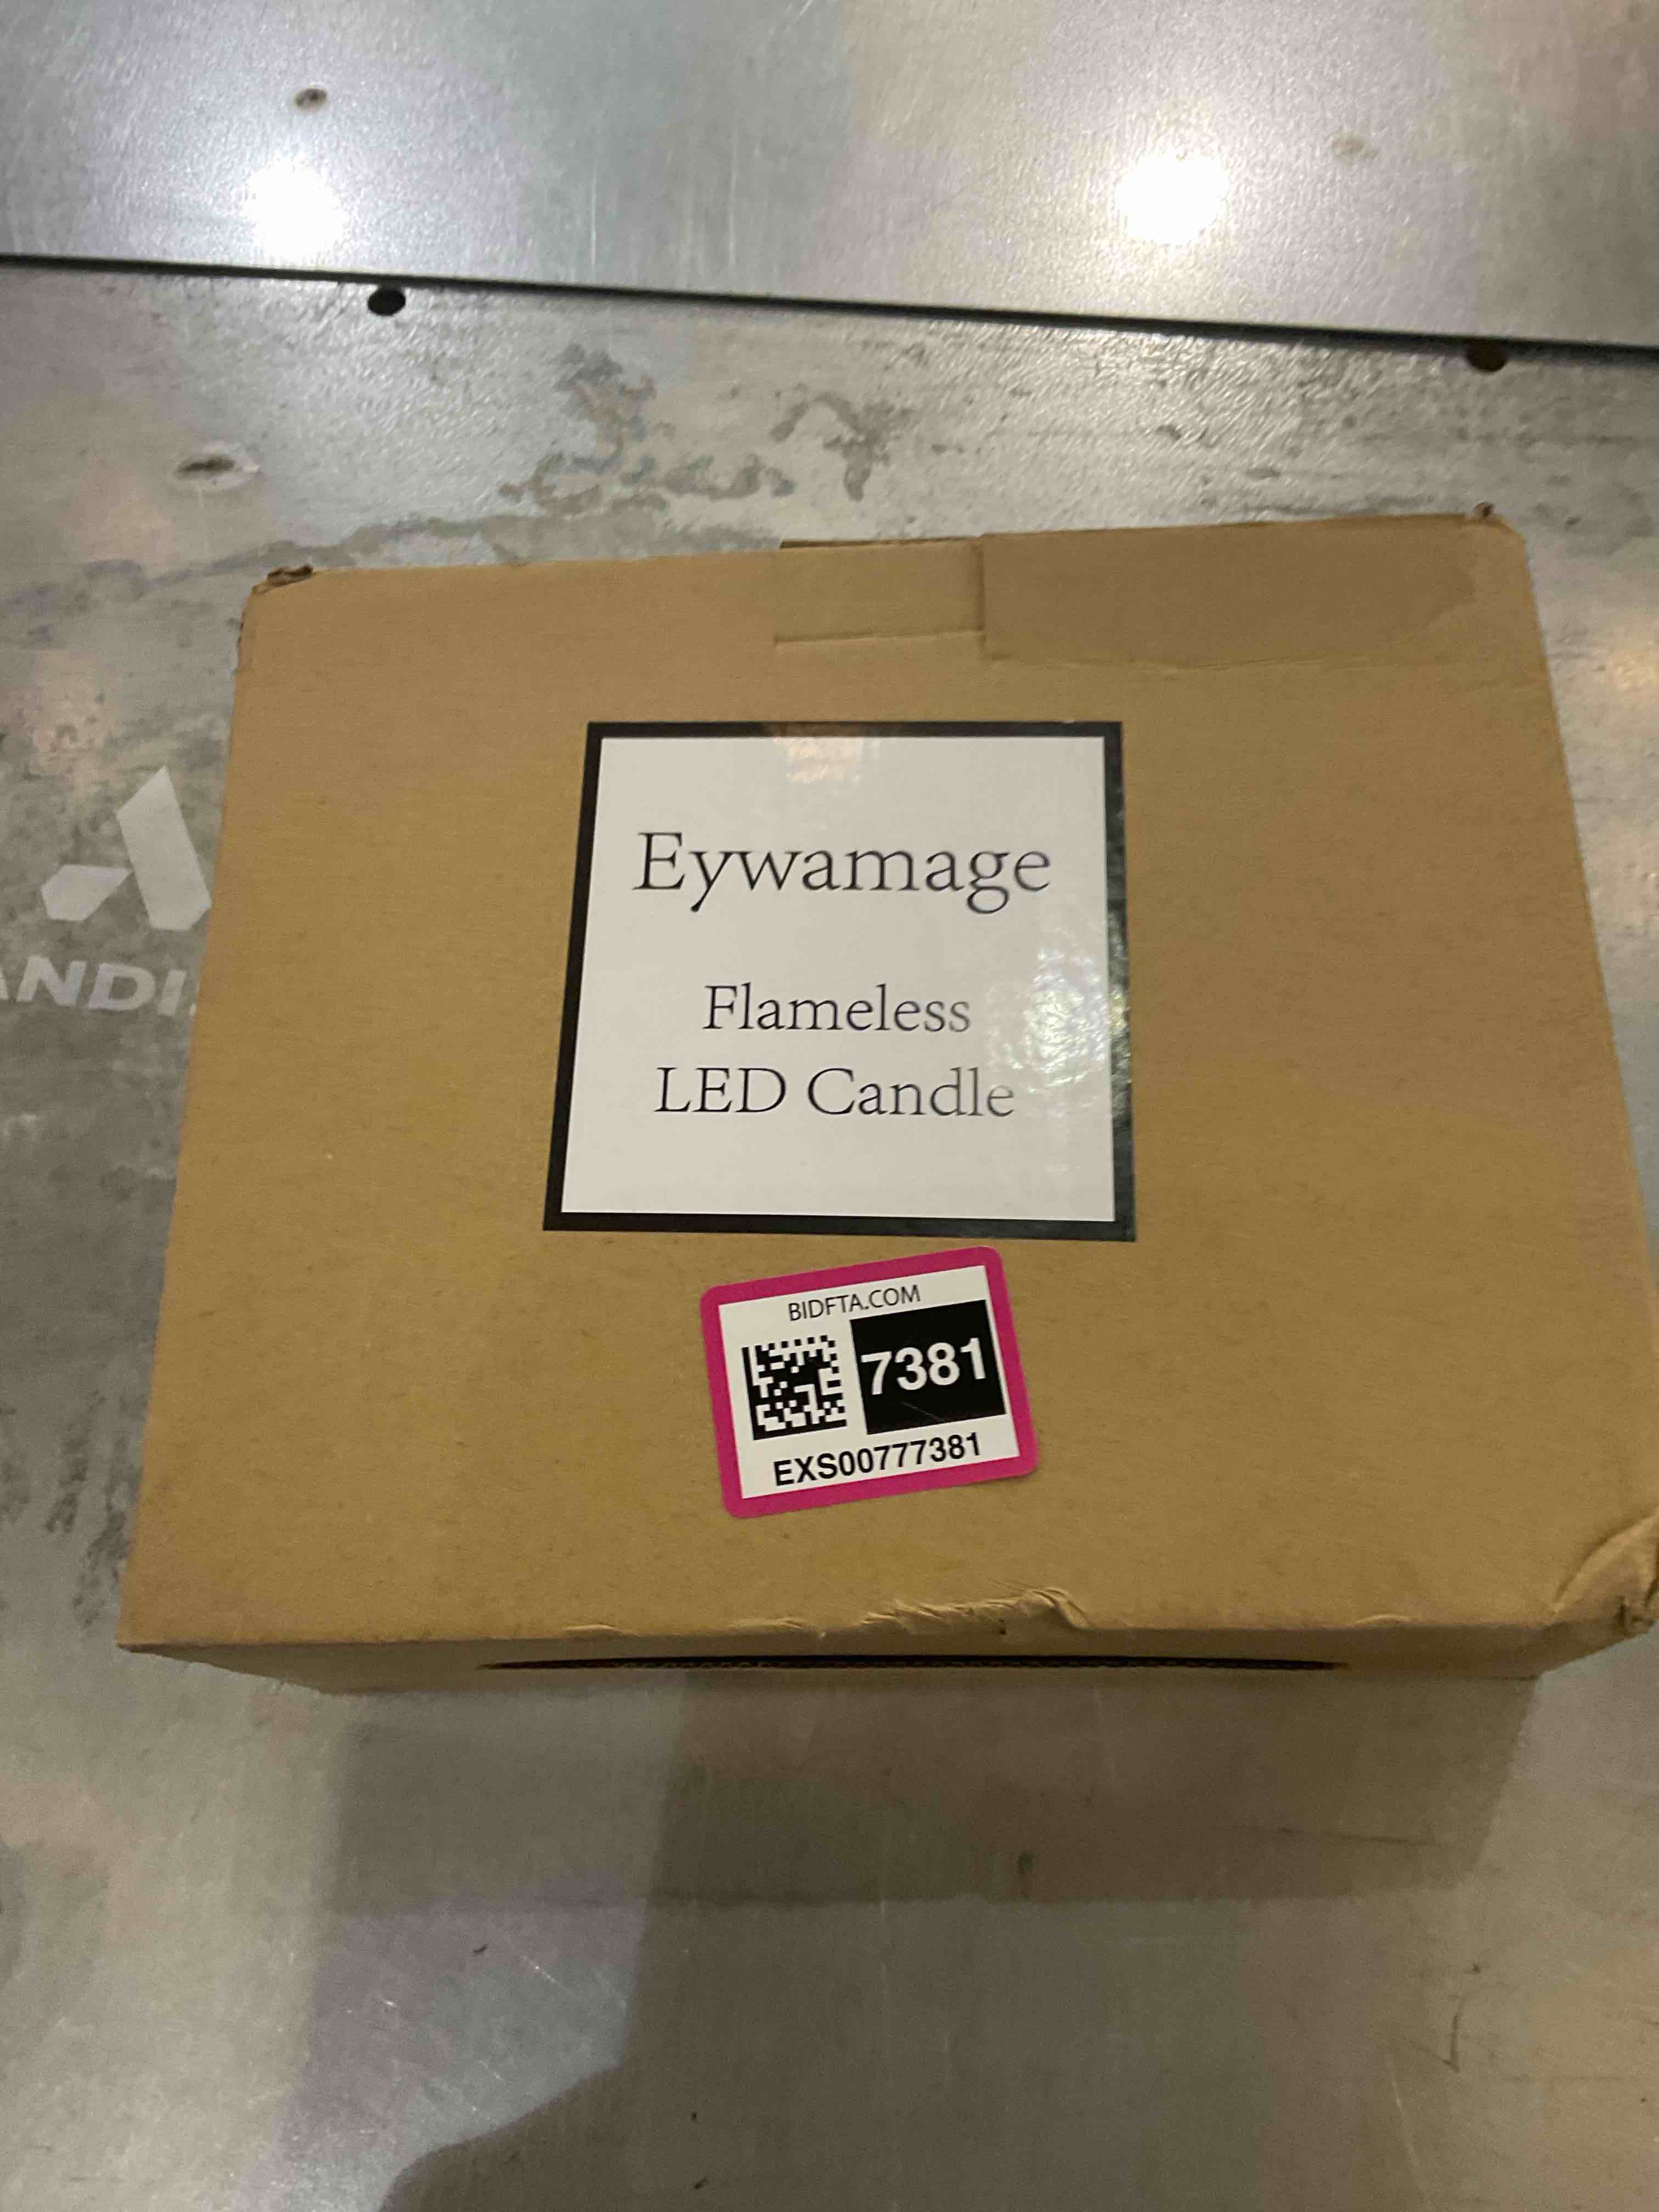 Eywamage
Flameless
LED Candle
BIDFTA.COM
7381
EXS00777381